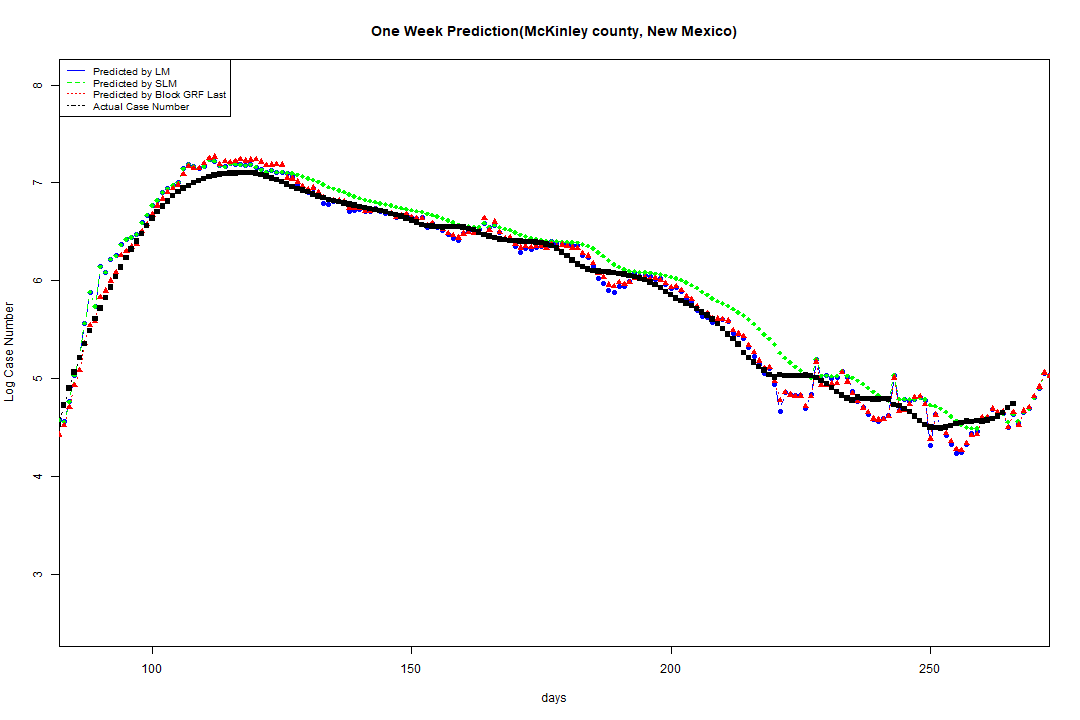 One Week Prediction(McKinley county, New Mexico)
Predicted by LM
Predicted by SLM
Predicted by Block GRF Last
Actual Case Number
Log Case Number
8
7
6
5
4
3
100 150 200 250
days